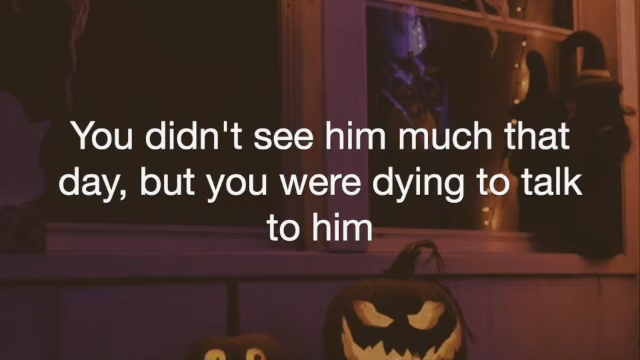 You didn't see him much that
day, but you were dying to talk
to him